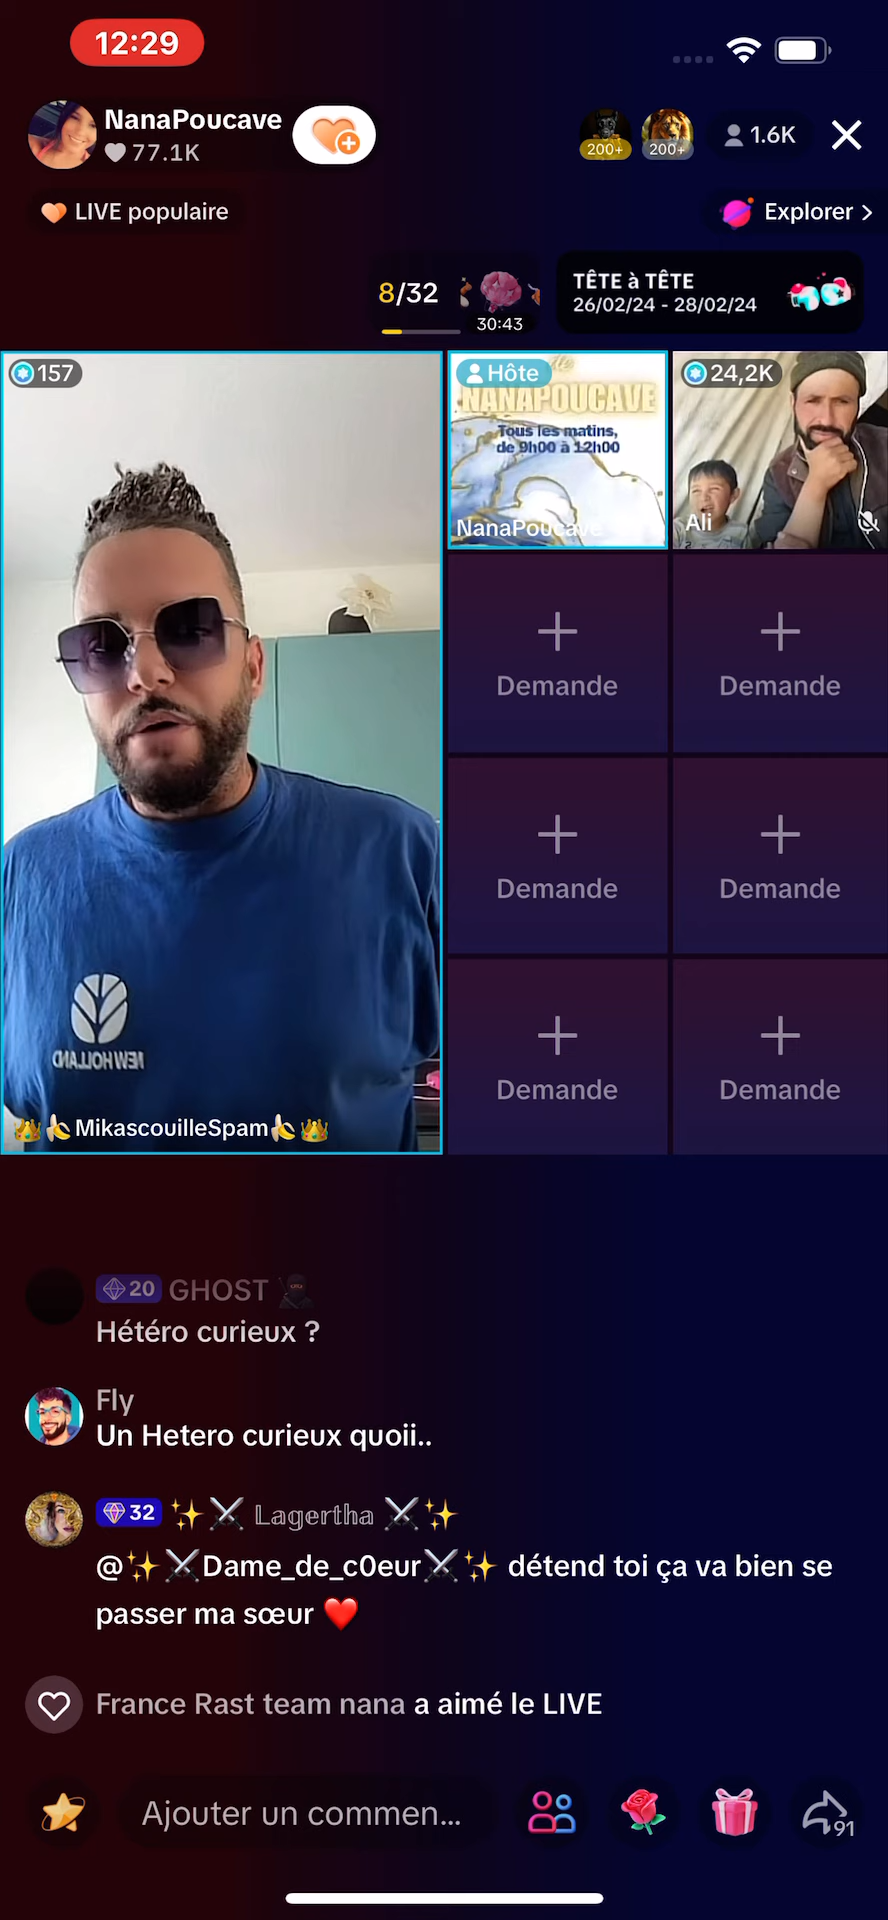 12:29
NanaPoucave
77.1K
200+
200+
1.6K
LIVE populaire
Explorer
8/32
30:43
TÊTE à TÊTE
26/02/24 - 28/02/24
157
Hôte
NANAPOUCAVE
Tous les matins,
de 9h00 à 12h00
NanaPoucave
24,2K
Ali
Demande
Demande
Demande
Demande
Demande
Demande
NEW HOLLAND
👑🍌MikascouilleSpam🍌👑
20 GHOST 🥷
Hétéro curieux ?
Fly
Un Hetero curieux quoii..
32 ✨⚔️ 𝕃𝕒𝕘𝕖𝕣𝕥𝕙𝕒 ⚔️✨
@✨⚔️Dame_de_c0eur⚔️✨ détend toi ça va bien se
passer ma sœur ❤️
France Rast team nana a aimé le LIVE
Ajouter un commen...
91